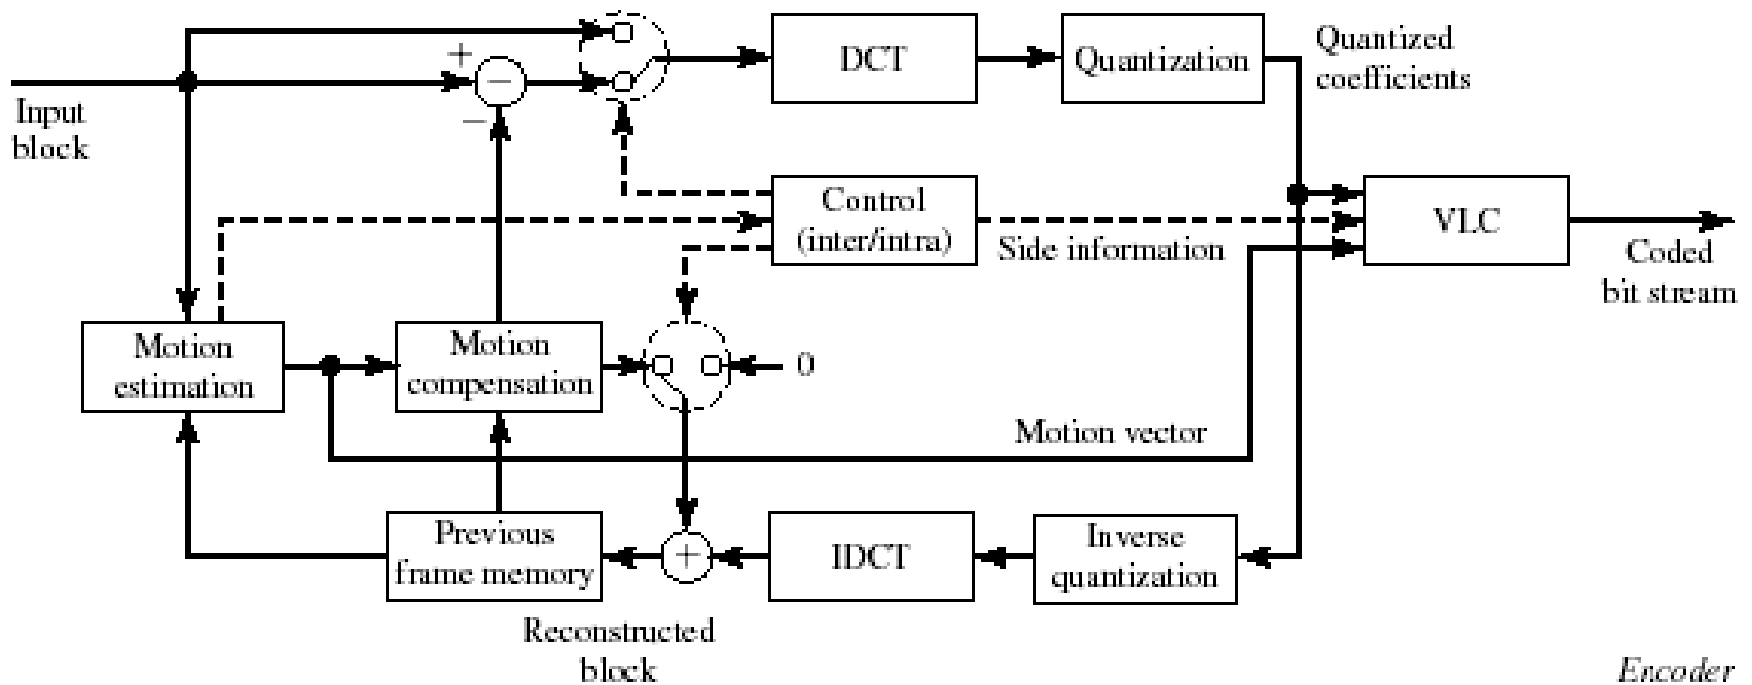 DCT
Quantization
Quantized
coefficients
+
−
−
Input
block
Control
(inter/intra)
Side information
VLC
Coded
bit stream
Motion
estimation
Motion
compensation
0
Motion vector
Previous
frame memory
+
IDCT
Inverse
quantization
Reconstructed
block
Encoder